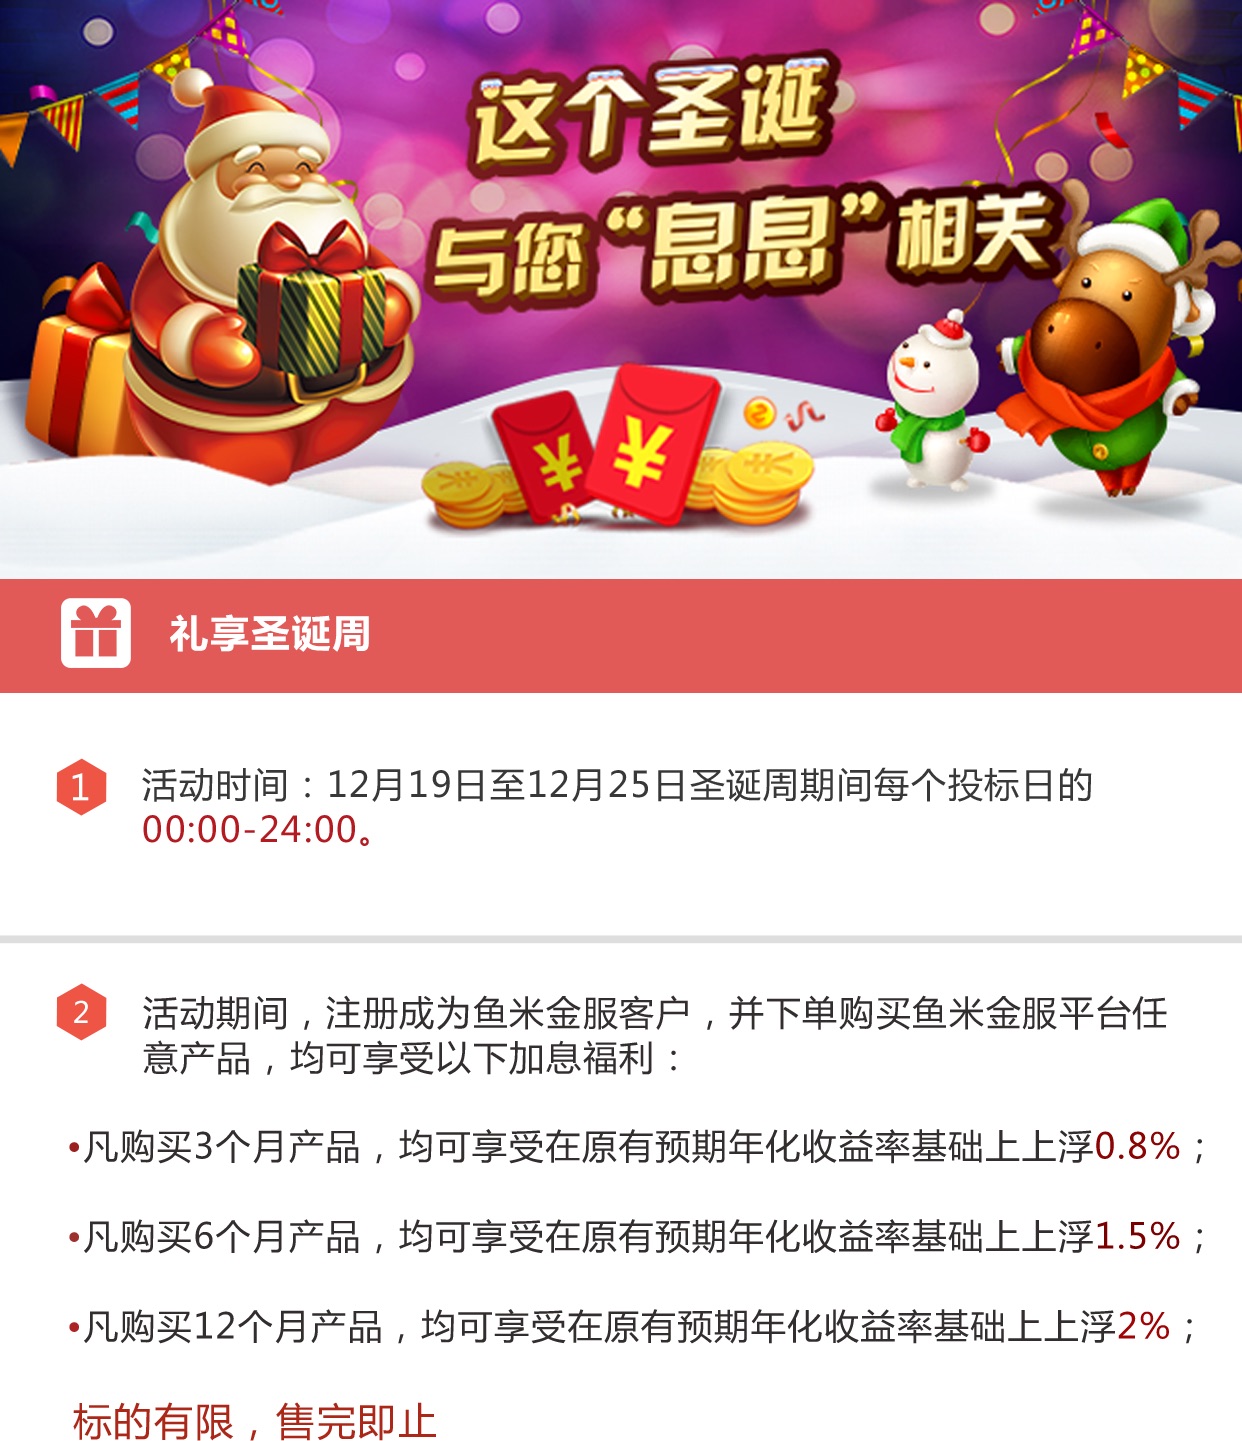 这个圣诞
与您“息息”相关
¥ ¥
礼享圣诞周
1 活动时间：12月19日至12月25日圣诞周期间每个投标日的
00:00-24:00。
2 活动期间，注册成为鱼米金服客户，并下单购买鱼米金服平台任
意产品，均可享受以下加息福利：
•凡购买3个月产品，均可享受在原有预期年化收益率基础上上浮0.8%；
•凡购买6个月产品，均可享受在原有预期年化收益率基础上上浮1.5%；
•凡购买12个月产品，均可享受在原有预期年化收益率基础上上浮2%；
标的有限，售完即止